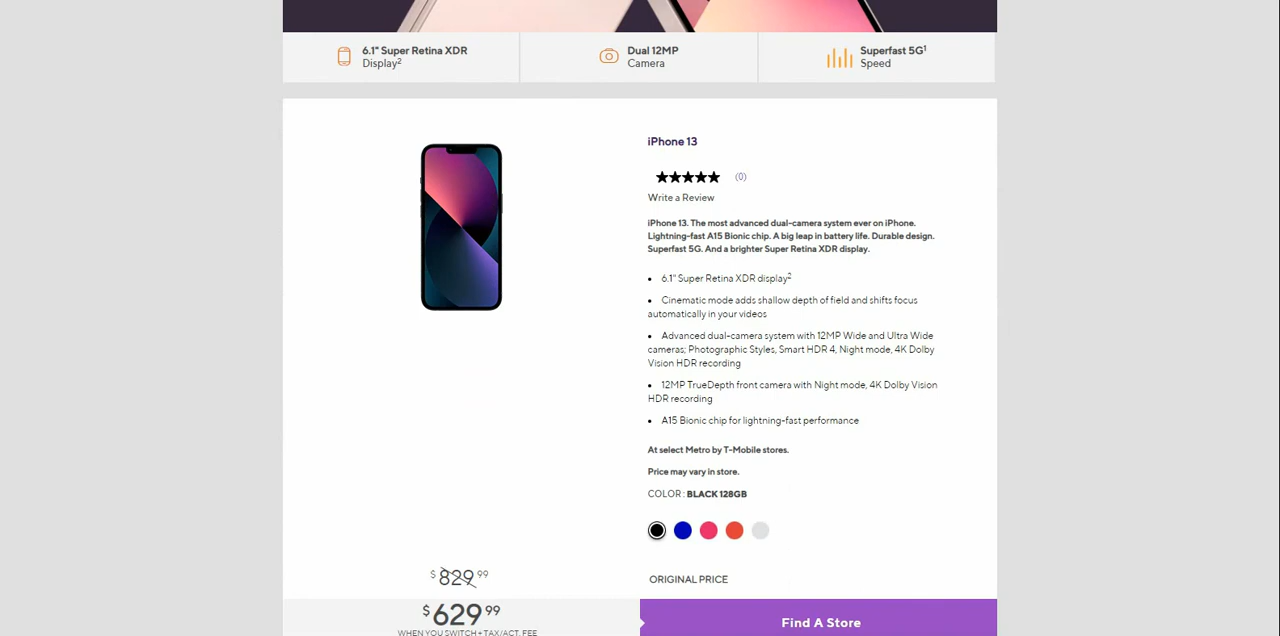 6.1" Super Retina XDR
Display2
Dual 12MP
Camera
Superfast 5G1
Speed
iPhone 13
(0)
Write a Review
iPhone 13. The most advanced dual-camera system ever on iPhone.
Lightning-fast A15 Bionic chip. A big leap in battery life. Durable design.
Superfast 5G. And a brighter Super Retina XDR display.
• 6.1" Super Retina XDR display2
• Cinematic mode adds shallow depth of field and shifts focus
automatically in your videos
• Advanced dual-camera system with 12MP Wide and Ultra Wide
cameras; Photographic Styles, Smart HDR 4, Night mode, 4K Dolby
Vision HDR recording
• 12MP TrueDepth front camera with Night mode, 4K Dolby Vision
HDR recording
• A15 Bionic chip for lightning-fast performance
At select Metro by T-Mobile stores.
Price may vary in store.
COLOR : BLACK 128GB
$829 99
ORIGINAL PRICE
$629 99
WHEN YOU SWITCH + TAX/ACT. FEE
Find A Store